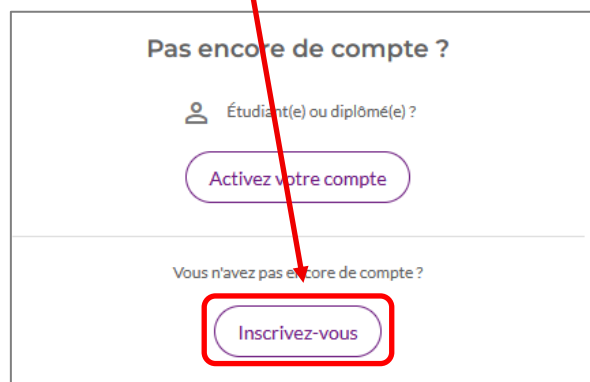 Pas encore de compte ?
Étudiant(e) ou diplômé(e) ?
Activez votre compte
Vous n'avez pas encore de compte ?
Inscrivez-vous